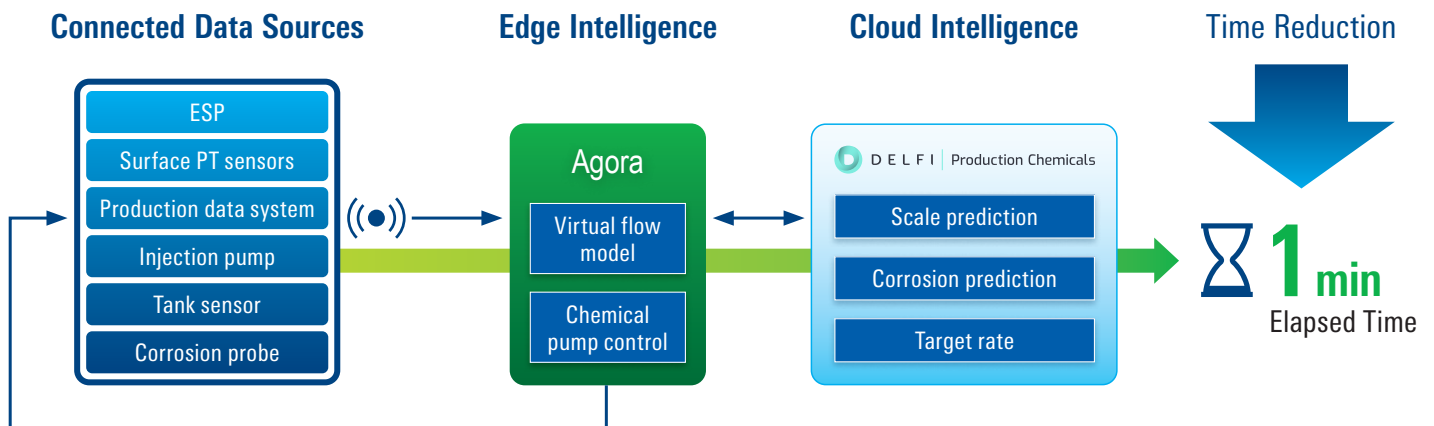 Connected Data Sources
Edge Intelligence
Cloud Intelligence
Time Reduction
ESP
Surface PT sensors
Production data system
Injection pump
Tank sensor
Corrosion probe
Agora
Virtual flow
model
Chemical
pump control
DELFI Production Chemicals
Scale prediction
Corrosion prediction
Target rate
1 min
Elapsed Time